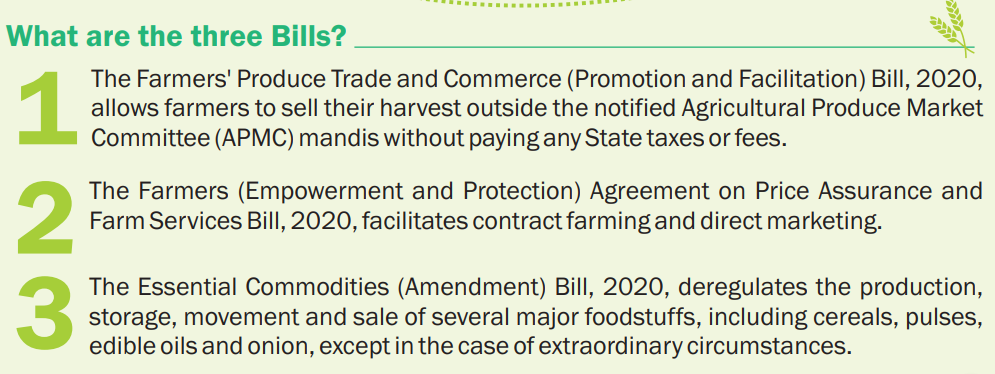 What are the three Bills?
1
The Farmers' Produce Trade and Commerce (Promotion and Facilitation) Bill, 2020,
allows farmers to sell their harvest outside the notified Agricultural Produce Market
Committee (APMC) mandis without paying any State taxes or fees.
2
The Farmers (Empowerment and Protection) Agreement on Price Assurance and
Farm Services Bill, 2020, facilitates contract farming and direct marketing.
3
The Essential Commodities (Amendment) Bill, 2020, deregulates the production,
storage, movement and sale of several major foodstuffs, including cereals, pulses,
edible oils and onion, except in the case of extraordinary circumstances.